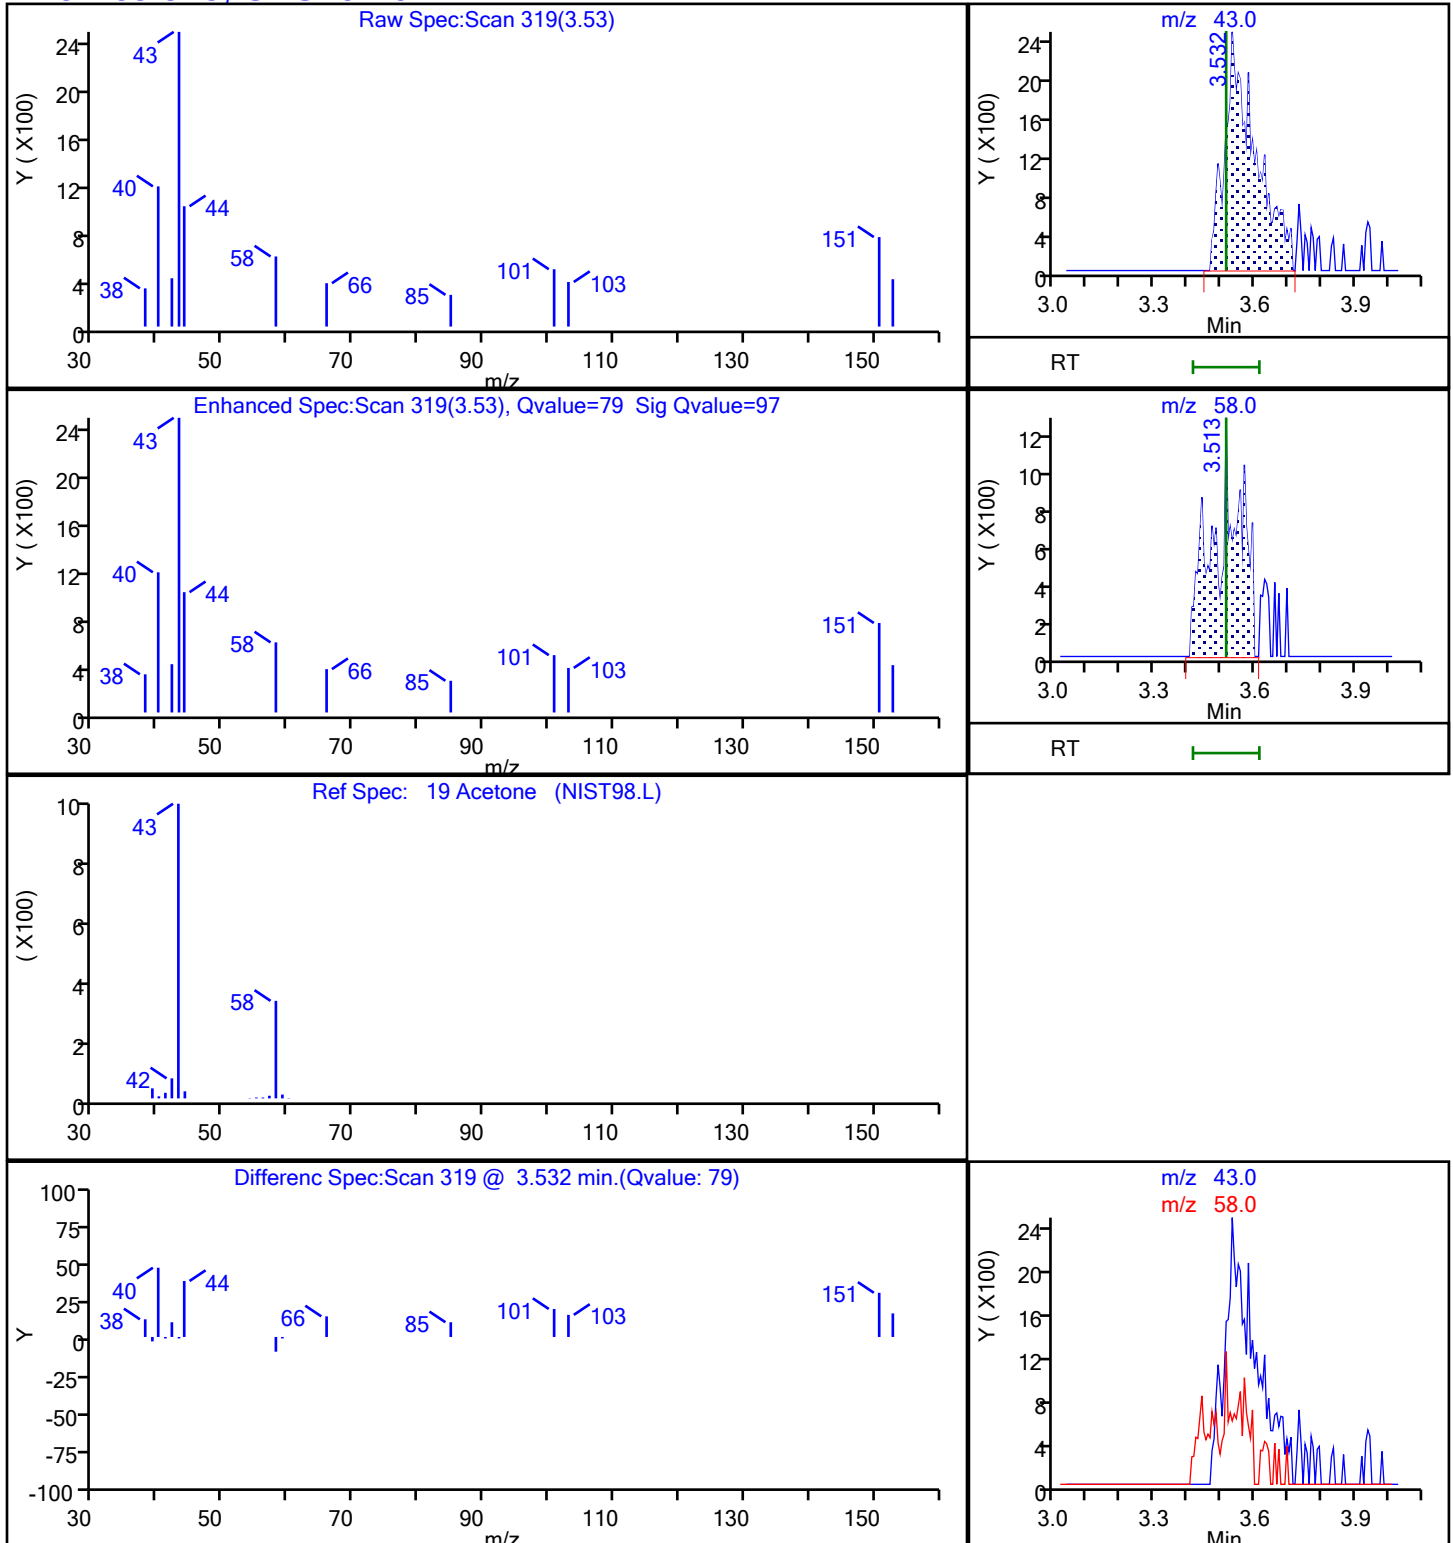 Raw Spec:Scan 319(3.53)
Y ( X100)
24
20
16
12
8
4
0
43
40
44
38
58
66
85
101
103
151
30 50 70 90 110 130 150
m/z
m/z 43.0
Y ( X100)
24
20
16
12
8
4
0
3.532
3.0 3.3 3.6 3.9
Min
RT
Enhanced Spec:Scan 319(3.53), Qvalue=79 Sig Qvalue=97
Y ( X100)
24
20
16
12
8
4
0
43
40
44
38
58
66
85
101
103
151
30 50 70 90 110 130 150
m/z
m/z 58.0
Y ( X100)
12
10
8
6
4
2
0
3.513
3.0 3.3 3.6 3.9
Min
RT
Ref Spec: 19 Acetone (NIST98.L)
( X100)
10
8
6
4
2
0
43
58
42
30 50 70 90 110 130 150
Differenc Spec:Scan 319 @ 3.532 min.(Qvalue: 79)
Y
100
75
50
25
0
-25
-50
-75
-100
40
44
38
66
85
101
103
151
30 50 70 90 110 130 150
m/z
m/z 43.0
m/z 58.0
Y ( X100)
24
20
16
12
8
4
0
3.0 3.3 3.6 3.9
Min